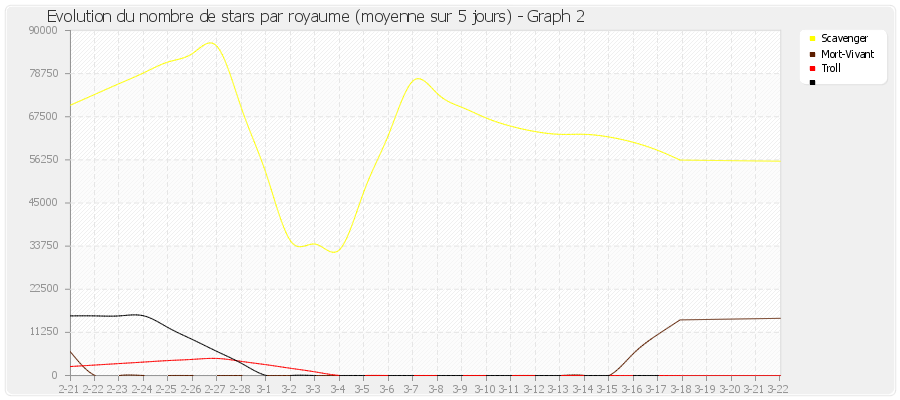 Evolution du nombre de stars par royaume (moyenne sur 5 jours) - Graph 2
90000
78750
67500
56250
45000
33750
22500
11250
0
2-21 2-22 2-23 2-24 2-25 2-26 2-27 2-28 3-1 3-2 3-3 3-4 3-5 3-6 3-7 3-8 3-9 3-10 3-11 3-12 3-13 3-14 3-15 3-16 3-17 3-18 3-19 3-20 3-21 3-22
Scavenger
Mort-Vivant
Troll